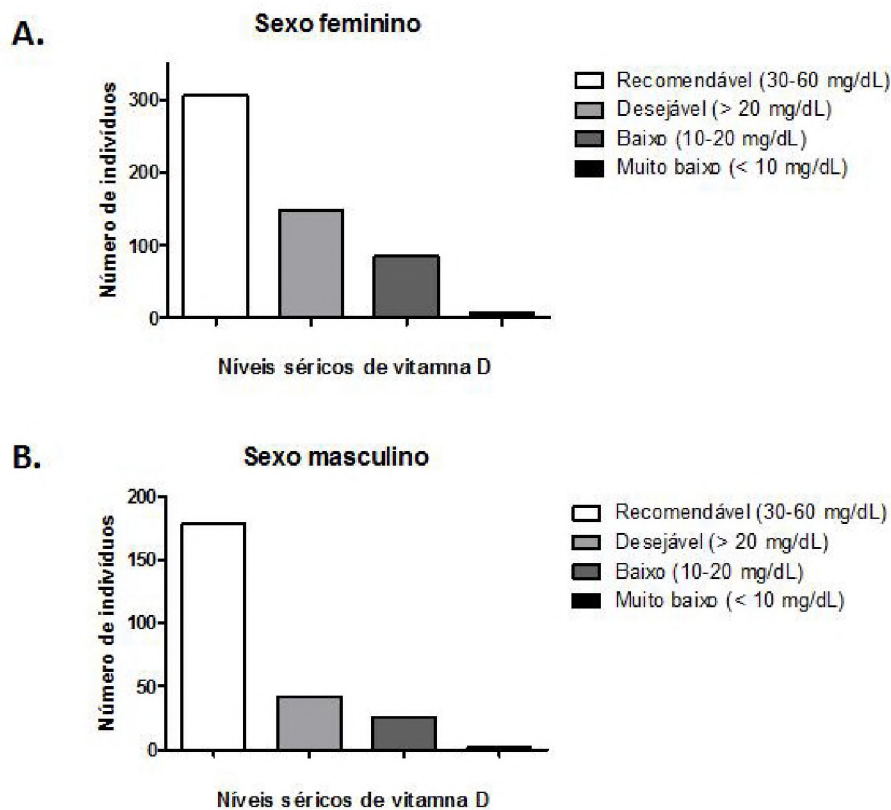 A.
Sexo feminino
Número de indivíduos
300
200
100
0
Níveis séricos de vitamna D
Recomendável (30-60 mg/dL)
Desejável (> 20 mg/dL)
Baixo (10-20 mg/dL)
Muito baixo (< 10 mg/dL)
B.
Sexo masculino
Número de indivíduos
200
150
100
50
0
Níveis séricos de vitamna D
Recomendável (30-60 mg/dL)
Desejável (> 20 mg/dL)
Baixo (10-20 mg/dL)
Muito baixo (< 10 mg/dL)